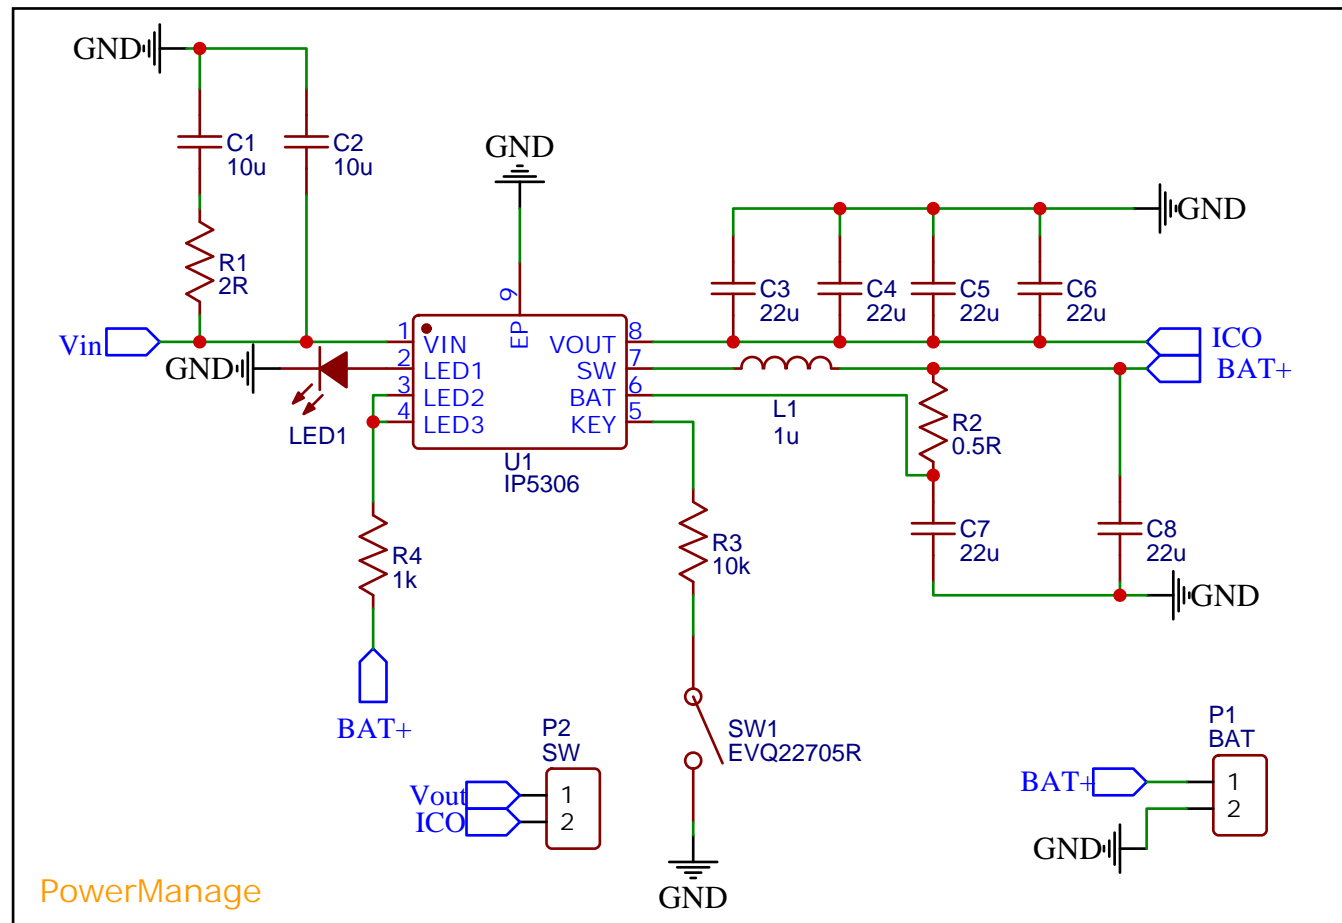 GND
C1
10u
C2
10u
GND
R1
2R
C3
22u
C4
22u
C5
22u
C6
22u
GND
Vin
GND
LED1
1
2
3
4
VIN
LED1
LED2
LED3
9
EP
VOUT
SW
BAT
KEY
8
7
6
5
U1
IP5306
ICO
BAT+
L1
1u
R2
0.5R
C7
22u
C8
22u
GND
R4
1k
BAT+
R3
10k
SW1
EVQ22705R
GND
P2
SW
Vout
ICO
1
2
P1
BAT
BAT+
GND
1
2
PowerManage